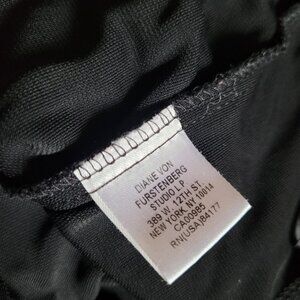 DIANE VON
FURSTENBERG
STUDIO LP
389 W. 12TH ST.
NEW YORK NY 10014
CA00985
RN(USA)84177